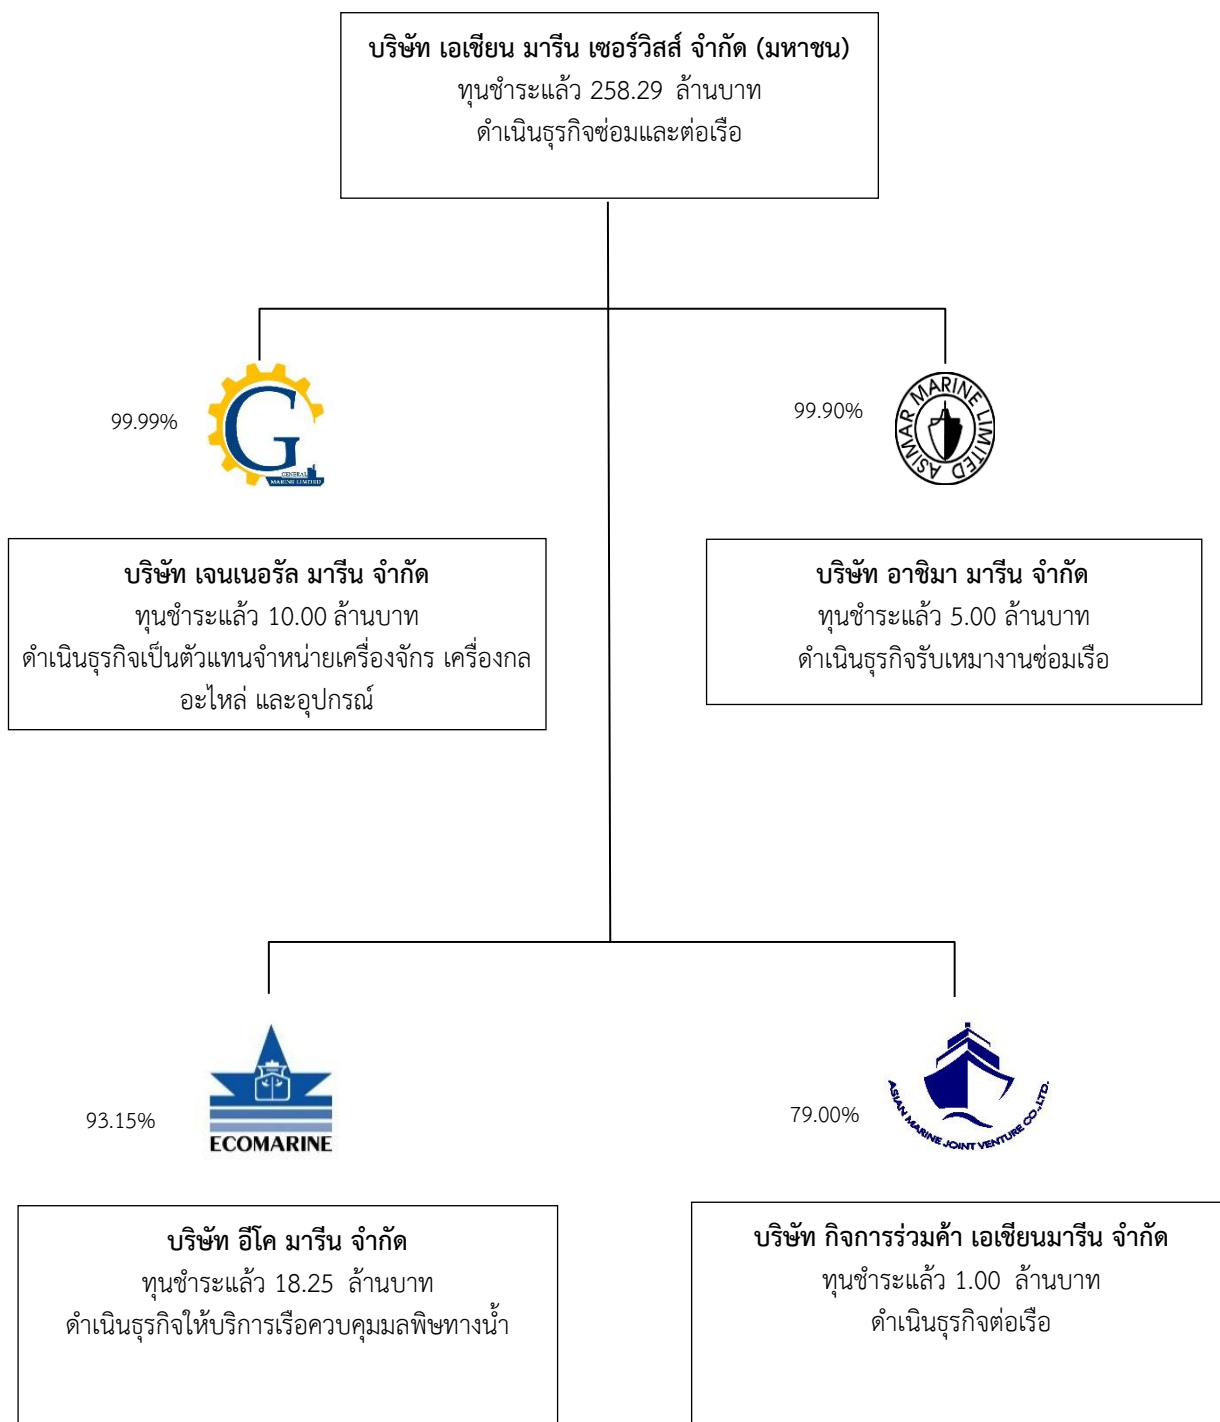 บริษัท เอเชียน มารีน เซอร์วิสส์ จำกัด (มหาชน)
ทุนชำระแล้ว 258.29 ล้านบาท
ดำเนินธุรกิจซ่อมและต่อเรือ
99.99%
G
GENERAL
MARINE LIMITED
99.90%
ASIMAR MARINE LIMITED
บริษัท เจนเนอรัล มารีน จำกัด
ทุนชำระแล้ว 10.00 ล้านบาท
ดำเนินธุรกิจเป็นตัวแทนจำหน่ายเครื่องจักร เครื่องกล
อะไหล่ และอุปกรณ์
บริษัท อาชิมา มารีน จำกัด
ทุนชำระแล้ว 5.00 ล้านบาท
ดำเนินธุรกิจรับเหมางานซ่อมเรือ
93.15%
ECOMARINE
79.00%
ASIAN MARINE JOINT VENTURE CO.,LTD.
บริษัท อีโค มารีน จำกัด
ทุนชำระแล้ว 18.25 ล้านบาท
ดำเนินธุรกิจให้บริการเรือควบคุมมลพิษทางน้ำ
บริษัท กิจการร่วมค้า เอเชียนมารีน จำกัด
ทุนชำระแล้ว 1.00 ล้านบาท
ดำเนินธุรกิจต่อเรือ